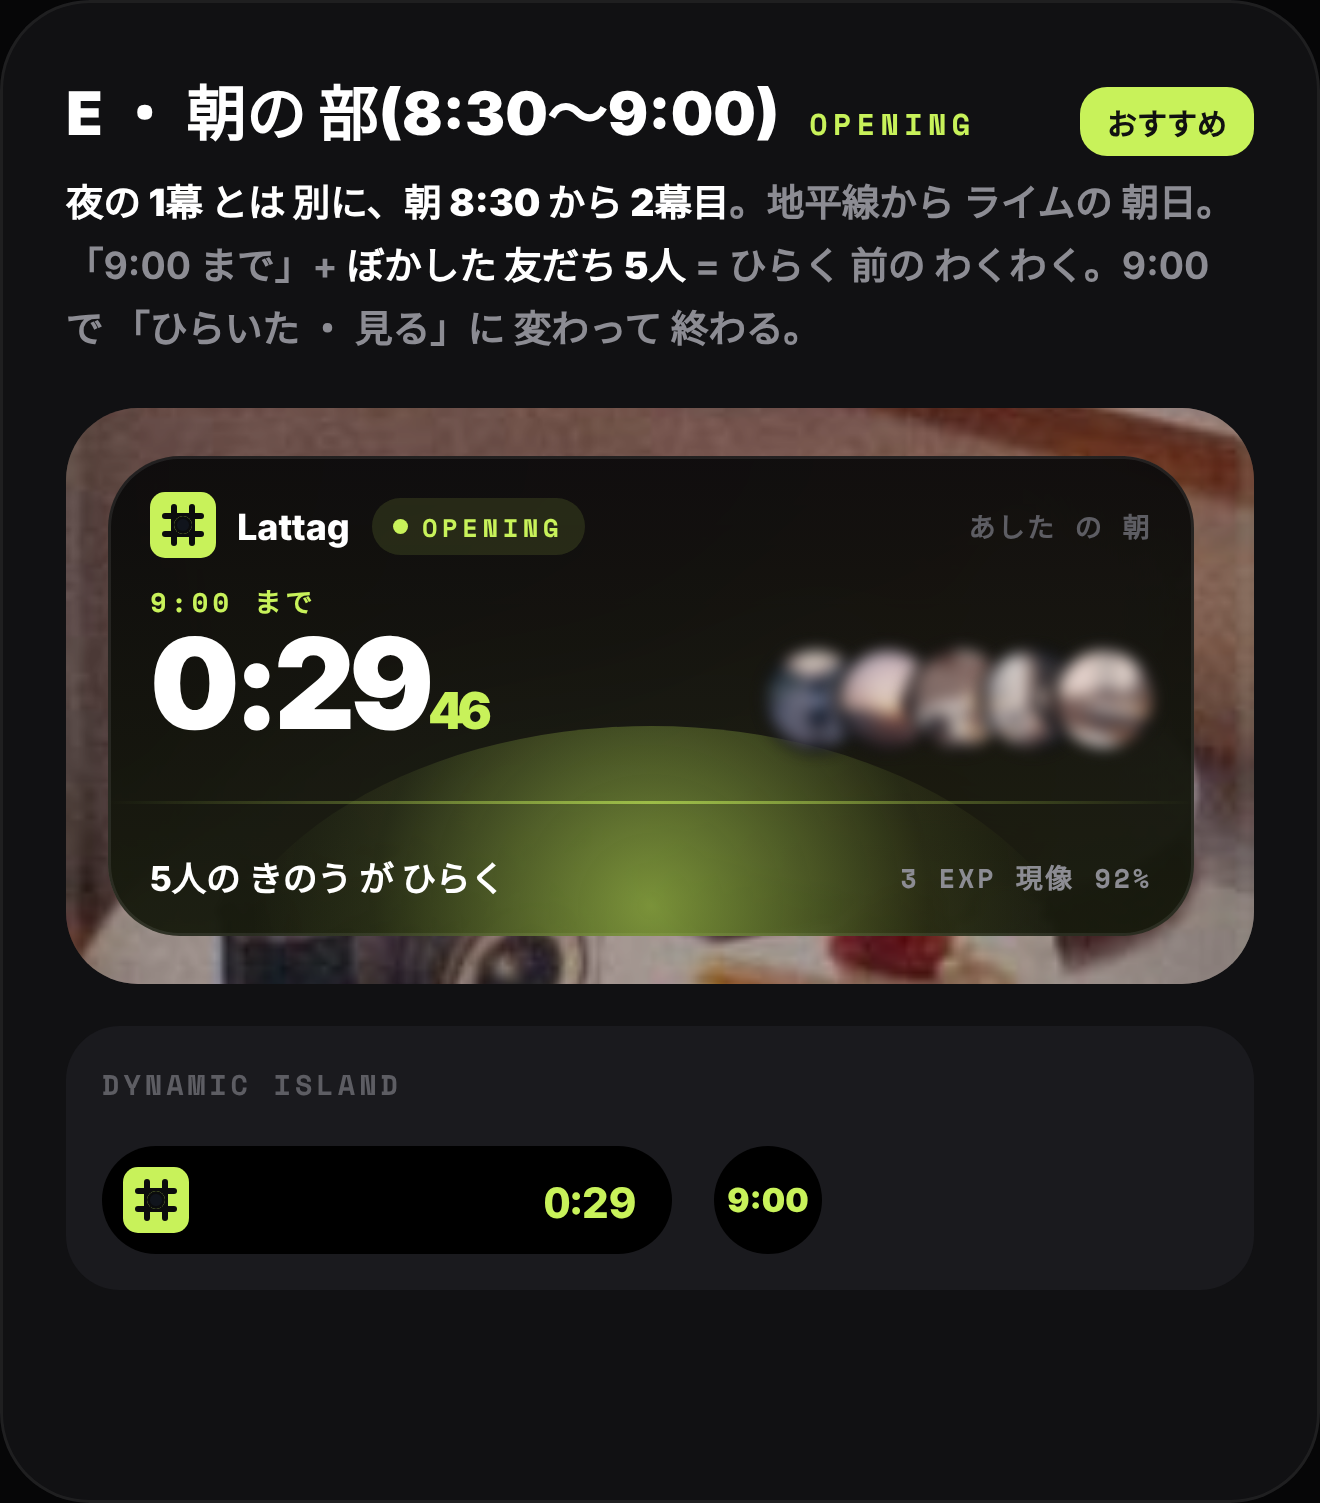 E ・ 朝の 部(8:30〜9:00) OPENING おすすめ
夜の 1幕 とは 別に、朝 8:30 から 2幕目。地平線から ライムの 朝日。
「9:00 まで」+ ぼかした 友だち 5人 = ひらく 前の わくわく。9:00
で 「ひらいた ・ 見る」に 変わって 終わる。
Lattag OPENING あした の 朝
9:00 まで
0:29 46
5人の きのう が ひらく 3 EXP 現像 92%
DYNAMIC ISLAND
0:29 9:00